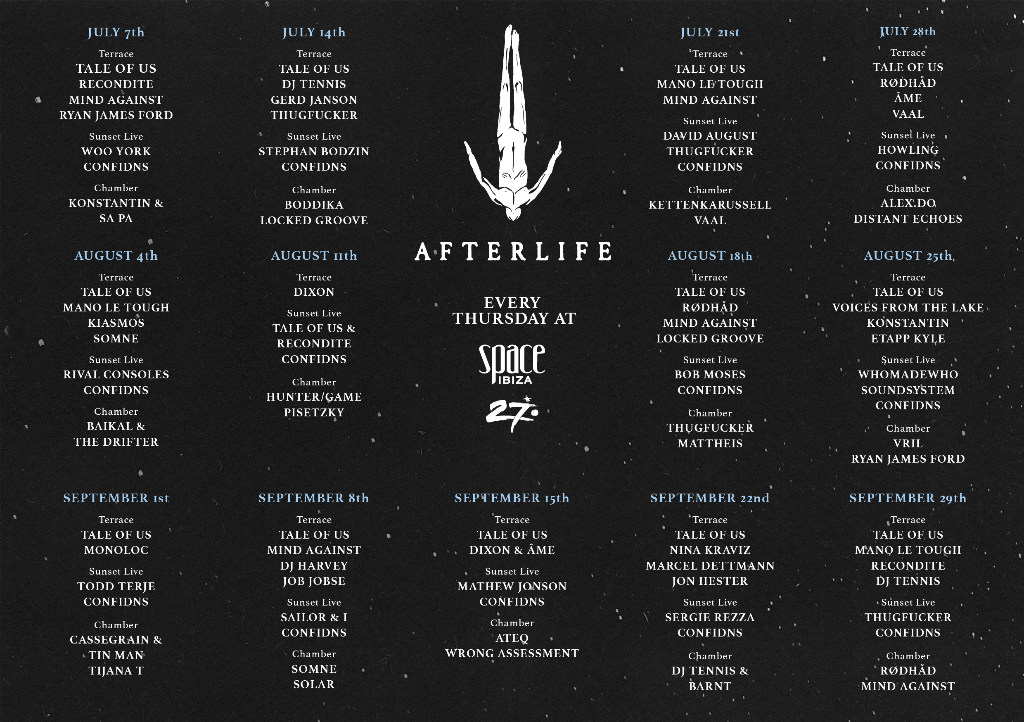 JULY 7th
Terrace
TALE OF US
RECONDITE
MIND AGAINST
RYAN JAMES FORD
Sunset Live
WOO YORK
CONFIDNS
Chamber
KONSTANTIN &
SA PA
JULY 14th
Terrace
TALE OF US
DJ TENNIS
GERD JANSON
THUGFUCKER
Sunset Live
STEPHAN BODZIN
CONFIDNS
Chamber
BODDIKA
LOCKED GROOVE
AFTERLIFE
EVERY
THURSDAY AT
space
IBIZA
27
JULY 21st
Terrace
TALE OF US
MANO LE TOUGH
MIND AGAINST
Sunset Live
DAVID AUGUST
THUGFUCKER
CONFIDNS
Chamber
KETTENKARUSSELL
VAAL
JULY 28th
Terrace
TALE OF US
RØDHÅD
ÂME
VAAL
Sunset Live
HOWLING
CONFIDNS
Chamber
ALEX.DO
DISTANT ECHOES
AUGUST 4th
Terrace
TALE OF US
MANO LE TOUGH
KIASMOS
SOMNE
Sunset Live
RIVAL CONSOLES
CONFIDNS
Chamber
BAIKAL &
THE DRIFTER
AUGUST 11th
Terrace
DIXON
Sunset Live
TALE OF US &
RECONDITE
CONFIDNS
Chamber
HUNTER/GAME
PISETZKY
AUGUST 18th
Terrace
TALE OF US
RØDHÅD
MIND AGAINST
LOCKED GROOVE
Sunset Live
BOB MOSES
CONFIDNS
Chamber
THUGFUCKER
MATTHEIS
AUGUST 25th
Terrace
TALE OF US
VOICES FROM THE LAKE
KONSTANTIN
ETAPP KYLE
Sunset Live
WHOMADEWHO
SOUNDSYSTEM
CONFIDNS
Chamber
VRIL
RYAN JAMES FORD
SEPTEMBER 1st
Terrace
TALE OF US
MONOLOC
Sunset Live
TODD TERJE
CONFIDNS
Chamber
CASSEGRAIN &
TIN MAN
TIJANA T
SEPTEMBER 8th
Terrace
TALE OF US
MIND AGAINST
DJ HARVEY
JOB JOBSE
Sunset Live
SAILOR & I
CONFIDNS
Chamber
SOMNE
SOLAR
SEPTEMBER 15th
Terrace
TALE OF US
DIXON & ÂME
Sunset Live
MATHEW JONSON
CONFIDNS
Chamber
ATEQ
WRONG ASSESSMENT
SEPTEMBER 22nd
Terrace
TALE OF US
NINA KRAVIZ
MARCEL DETTMANN
JON HESTER
Sunset Live
SERGIE REZZA
CONFIDNS
Chamber
DJ TENNIS &
BARNT
SEPTEMBER 29th
Terrace
TALE OF US
MANO LE TOUGH
RECONDITE
DJ TENNIS
Sunset Live
THUGFUCKER
CONFIDNS
Chamber
RØDHÅD
MIND AGAINST